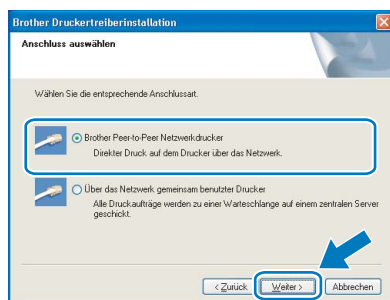 Brother Druckertreiberinstallation
Anschluss auswählen
Wählen Sie die entsprechende Anschlussart.
Brother Peer-to-Peer Netzwerkdrucker
Direkter Druck auf dem Drucker über das Netzwerk.
Über das Netzwerk gemeinsam benutzter Drucker
Alle Druckaufträge werden zu einer Warteschlange auf einem zentralen Server
geschickt.
< Zurück Weiter > Abbrechen